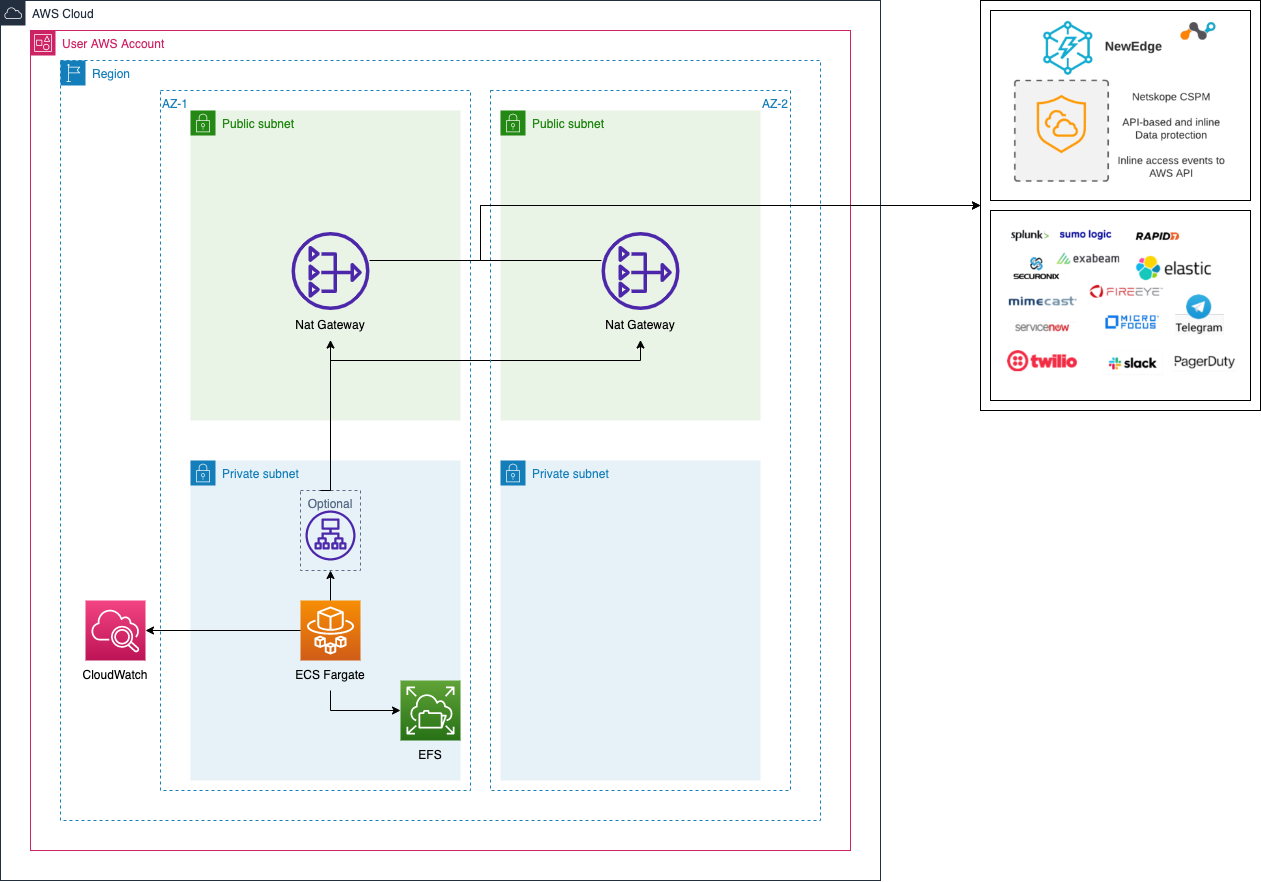 AWS Cloud
User AWS Account
Region
AZ-1
AZ-2
Public subnet
Public subnet
Nat Gateway
Nat Gateway
Private subnet
Private subnet
Optional
CloudWatch
ECS Fargate
EFS
NewEdge
Netskope CSPM
API-based and inline
Data protection
Inline access events to
AWS API
splunk>
sumo logic
RAPID7
securonix
exabeam
elastic
mimecast
FIREEYE
servicenow
MICRO
FOCUS
Telegram
twilio
slack
PagerDuty